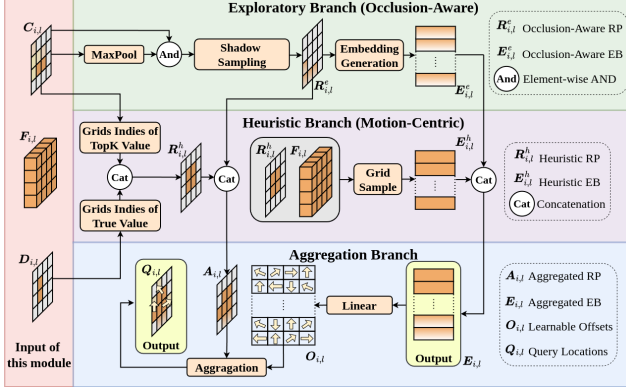 Exploratory Branch (Occlusion-Aware)
C_{i,l}
MaxPool
And
Shadow
Sampling
R^e_{i,l}
Embedding
Generation
E^e_{i,l}
R^e_{i,l} Occlusion-Aware RP
E^e_{i,l} Occlusion-Aware EB
And Element-wise AND
Heuristic Branch (Motion-Centric)
F_{i,l}
Grids Indies of
TopK Value
Cat
Grids Indies of
True Value
R^h_{i,l}
Cat
R^h_{i,l}
F_{i,l}
Grid
Sample
E^h_{i,l}
Cat
R^h_{i,l} Heuristic RP
E^h_{i,l} Heuristic EB
Cat Concatenation
Aggregation Branch
D_{i,l}
Input of
this module
Q_{i,l}
Output
A_{i,l}
Aggragation
O_{i,l}
Linear
Output
E_{i,l}
A_{i,l} Aggregated RP
E_{i,l} Aggregated EB
O_{i,l} Learnable Offsets
Q_{i,l} Query Locations